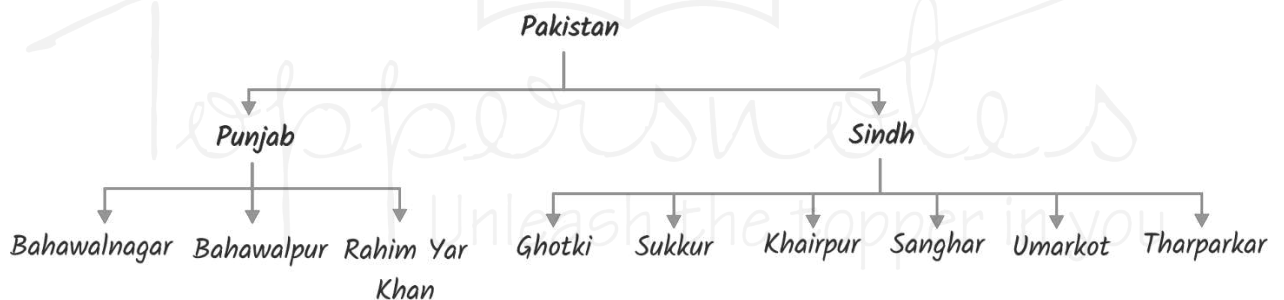 Pakistan
Punjab Sindh
Bahawalnagar Bahawalpur Rahim Yar Khan Ghotki Sukkur Khairpur Sanghar Umarkot Tharparkar
Toppersnotes
Unleash the topper in you